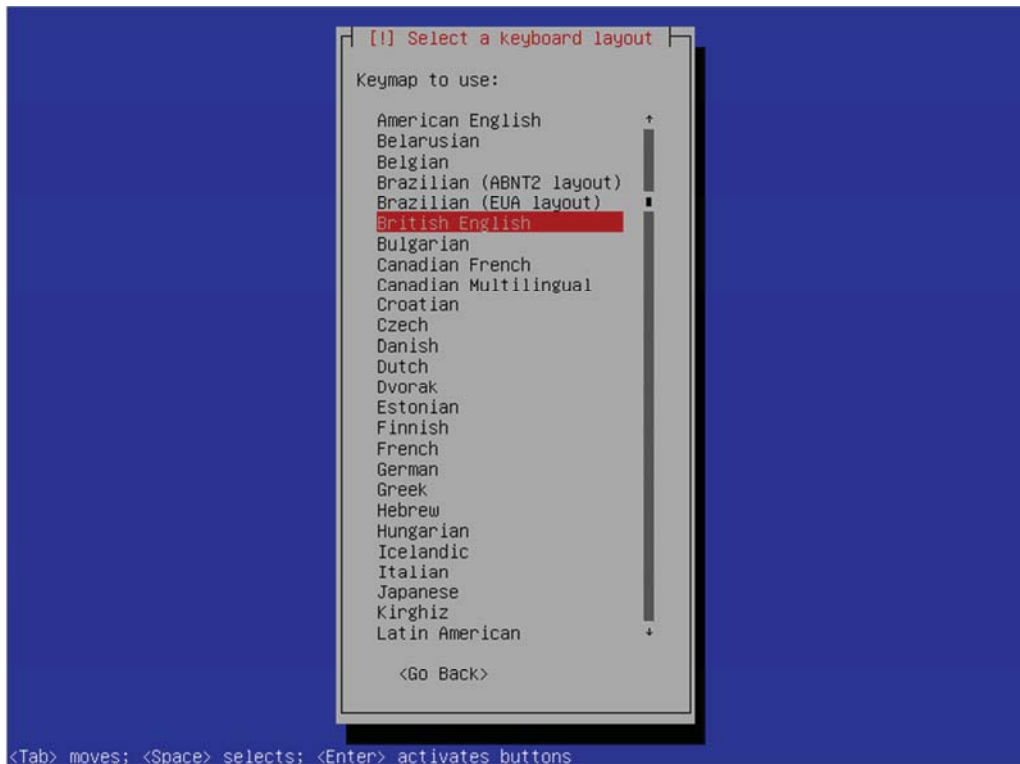 [!] Select a keyboard layout
Keymap to use:
American English
Belarusian
Belgian
Brazilian (ABNT2 layout)
Brazilian (EUA layout)
British English
Bulgarian
Canadian French
Canadian Multilingual
Croatian
Czech
Danish
Dutch
Dvorak
Estonian
Finnish
French
German
Greek
Hebrew
Hungarian
Icelandic
Italian
Japanese
Kirghiz
Latin American
<Go Back>
<Tab> moves; <Space> selects; <Enter> activates buttons